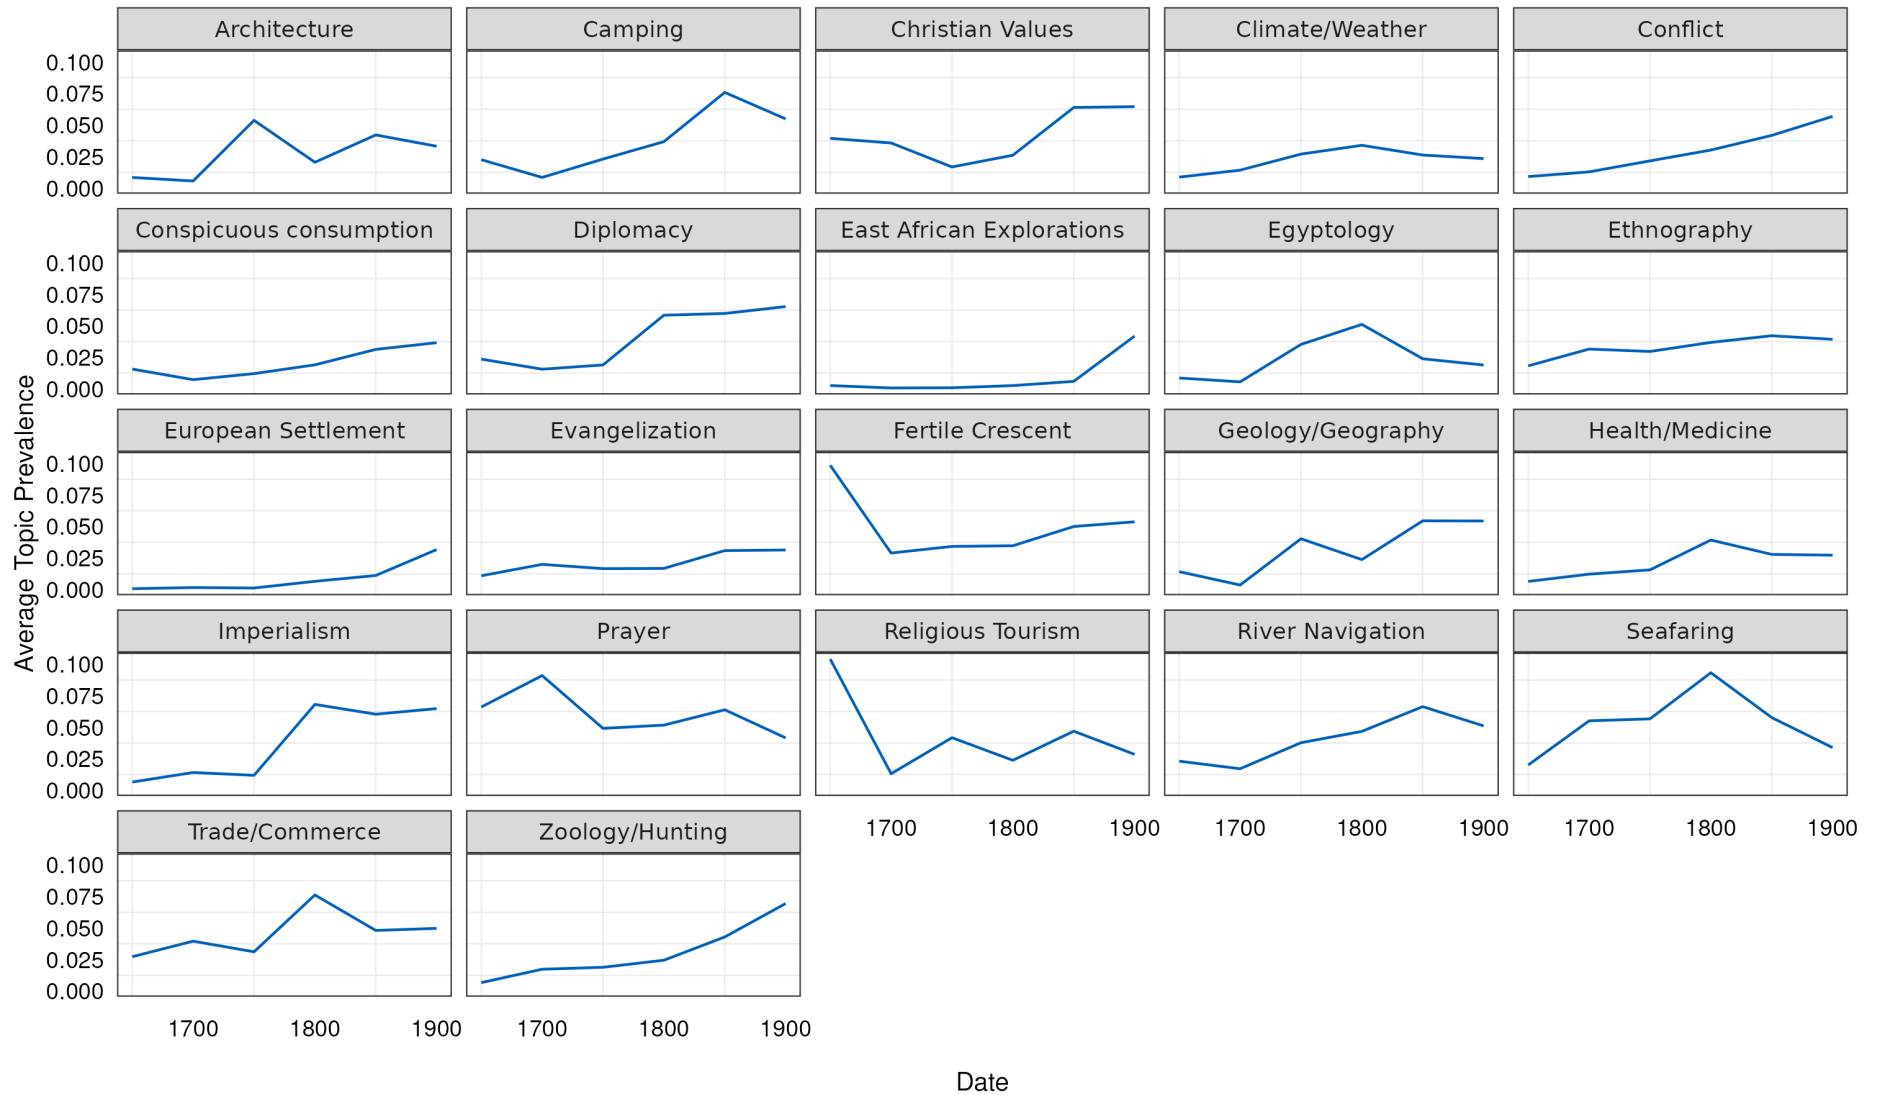 Architecture
Camping
Christian Values
Climate/Weather
Conflict
0.100
0.075
0.050
0.025
0.000
Conspicuous consumption
Diplomacy
East African Explorations
Egyptology
Ethnography
0.100
0.075
0.050
0.025
0.000
European Settlement
Evangelization
Fertile Crescent
Geology/Geography
Health/Medicine
0.100
0.075
0.050
0.025
0.000
Average Topic Prevalence
Imperialism
Prayer
Religious Tourism
River Navigation
Seafaring
0.100
0.075
0.050
0.025
0.000
1700 1800 1900
1700 1800 1900
1700 1800 1900
Trade/Commerce
Zoology/Hunting
0.100
0.075
0.050
0.025
0.000
1700 1800 1900
1700 1800 1900
Date